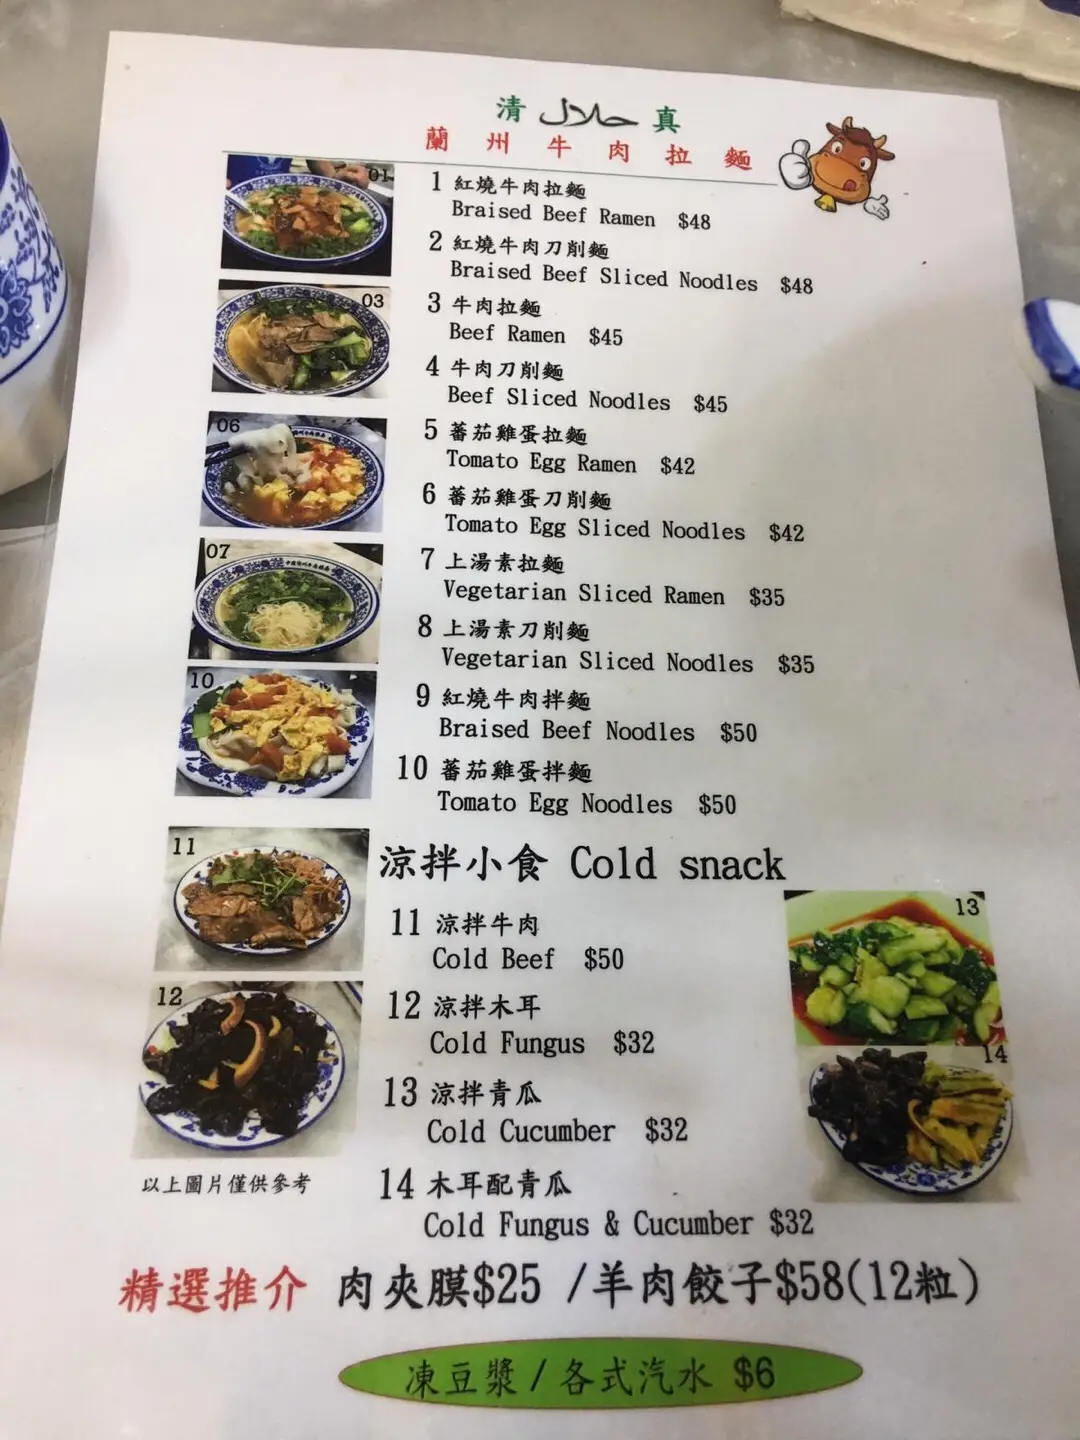 清 حلال 真
蘭州牛肉拉麵
01
1 紅燒牛肉拉麵
Braised Beef Ramen $48
2 紅燒牛肉刀削麵
Braised Beef Sliced Noodles $48
03
3 牛肉拉麵
Beef Ramen $45
4 牛肉刀削麵
Beef Sliced Noodles $45
06
5 蕃茄雞蛋拉麵
Tomato Egg Ramen $42
6 蕃茄雞蛋刀削麵
Tomato Egg Sliced Noodles $42
07
7 上湯素拉麵
Vegetarian Sliced Ramen $35
8 上湯素刀削麵
Vegetarian Sliced Noodles $35
10
9 紅燒牛肉拌麵
Braised Beef Noodles $50
10 蕃茄雞蛋拌麵
Tomato Egg Noodles $50
涼拌小食 Cold snack
11
11 涼拌牛肉
Cold Beef $50
12
12 涼拌木耳
Cold Fungus $32
13
13 涼拌青瓜
Cold Cucumber $32
14
14 木耳配青瓜
Cold Fungus & Cucumber $32
以上圖片僅供參考
精選推介 肉夾膜$25 /羊肉餃子$58(12粒)
凍豆漿 / 各式汽水 $6